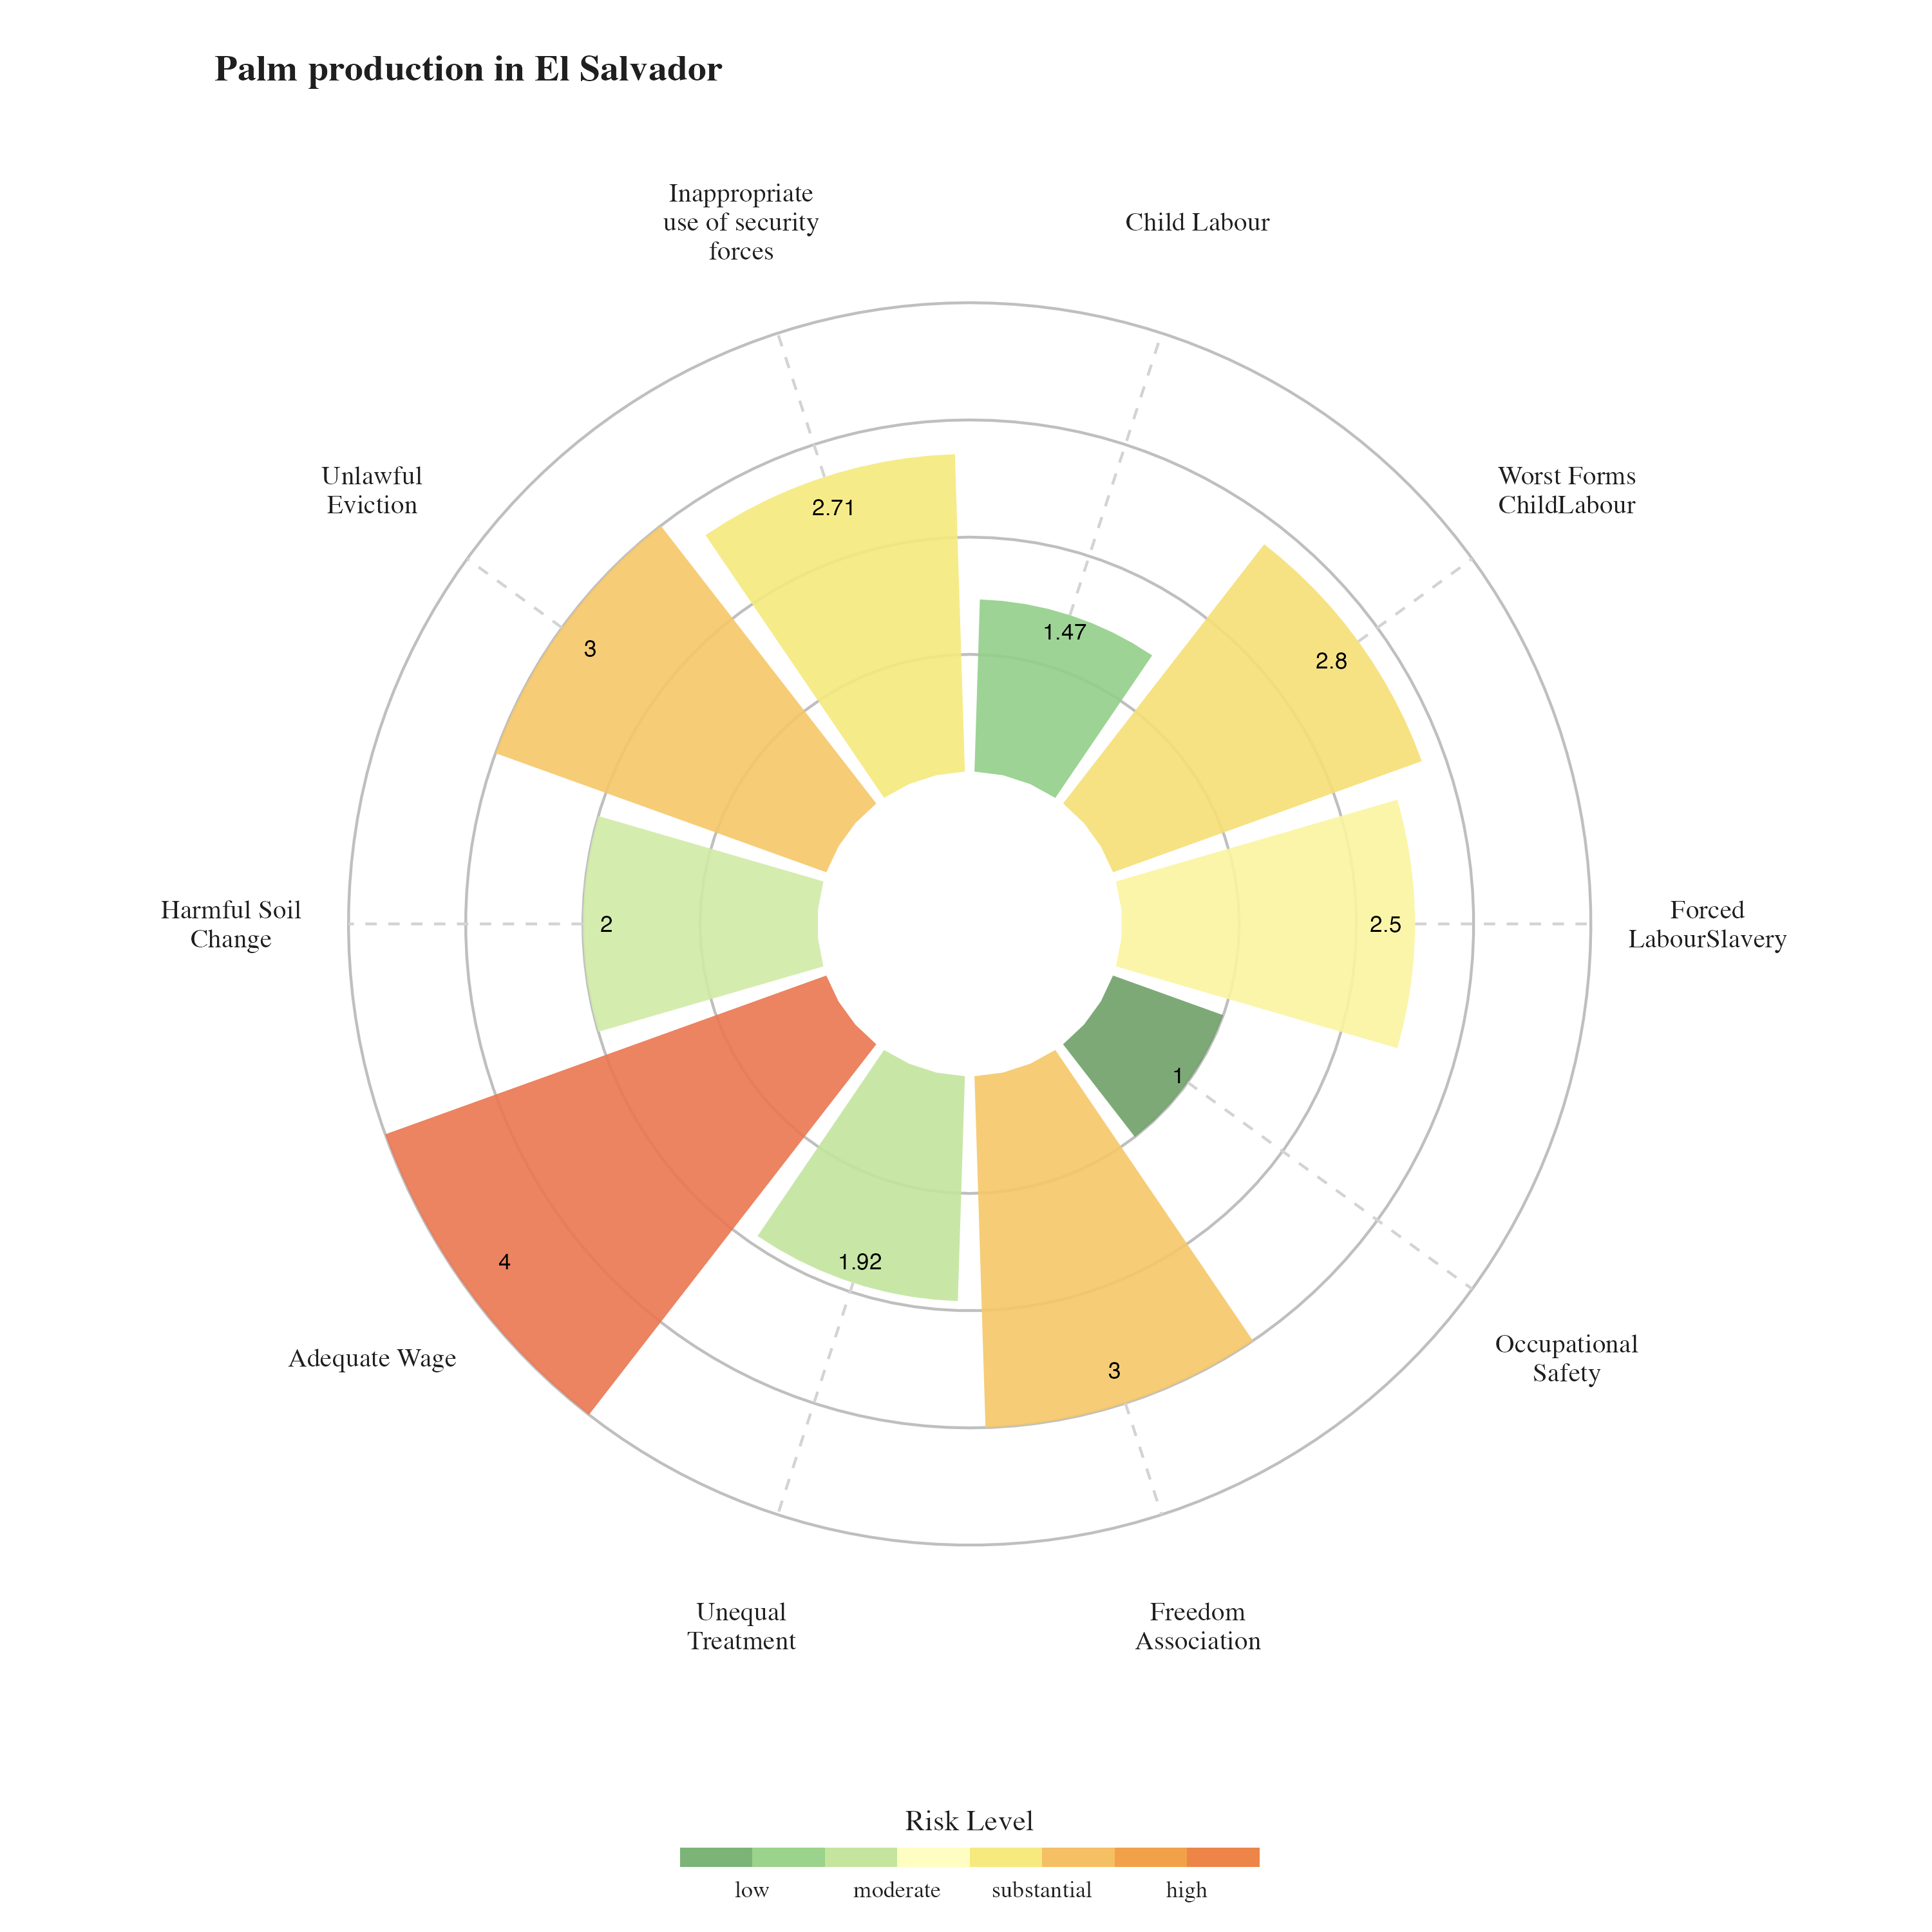 Palm production in El Salvador
Inappropriate
use of security
forces
Child Labour
Unlawful
Eviction
Worst Forms
ChildLabour
2.71
1.47
3
2.8
Harmful Soil
Change
2
2.5
Forced
LabourSlavery
1
4
1.92
3
Adequate Wage
Occupational
Safety
Unequal
Treatment
Freedom
Association
Risk Level
low moderate substantial high